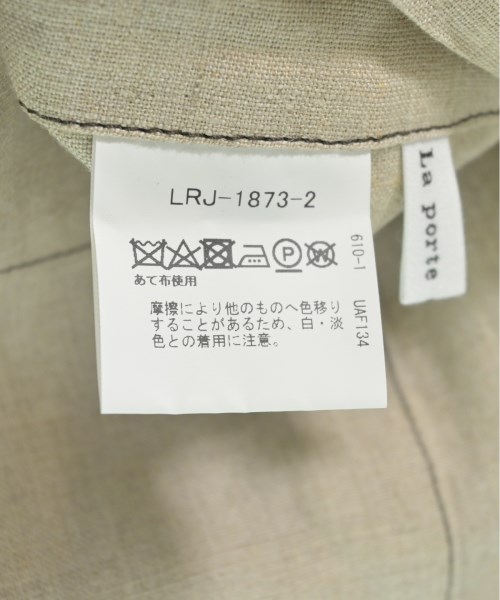 LRJ-1873-2
P W
あて布使用
摩擦により他のものへ色移り
することがあるため、白・淡
色との着用に注意。
610-1 UAF134
La porte